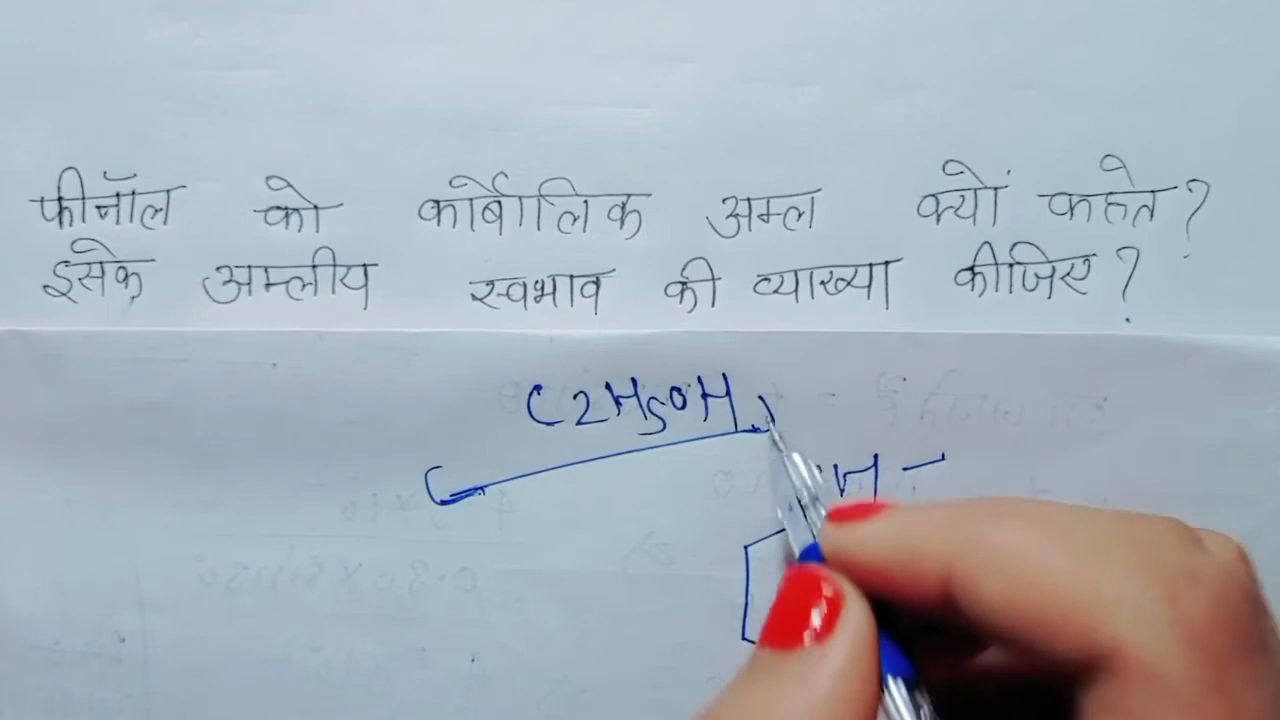 फीनॉल को कार्बोलिक अम्ल क्यों कहते?
इसके अम्लीय स्वभाव की व्याख्या कीजिए?
C2H5OH